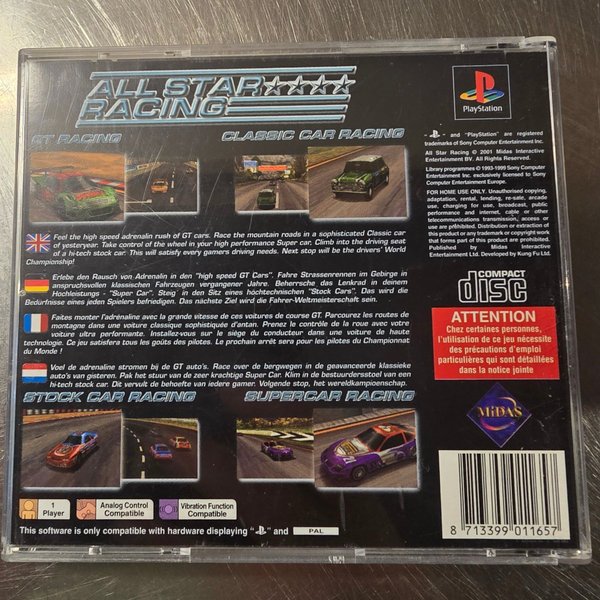 ALL STAR
RACING
PlayStation
GT RACING
CLASSIC CAR RACING
and "PlayStation" are registered
trademarks of Sony Computer Entertainment Inc.
All Star Racing © 2001 Midas Interactive
Entertainment BV. All Rights Reserved.
Library programmes © 1993-1999 Sony Computer
Entertainment Inc. exclusively licensed to Sony
Computer Entertainment Europe.
FOR HOME USE ONLY. Unauthorised copying,
adaptation, rental, lending, re-sale, arcade
use, charging for use, broadcast, public
performance and internet, cable or other
telecommunications transmission, access or
use are prohibited. Distribution or extraction of
this product or any trademark or copyright work
that forms part of this product are prohibited.
Published by Midas Interactive
Entertainment Ltd. Developed by Kung Fu Ltd.
Feel the high speed adrenalin rush of GT cars. Race the mountain roads in a sophisticated Classic car
of yesteryear. Take control of the wheel in your high performance Super car. Climb into the driving seat
of a hi-tech stock car. This will satisfy every gamers driving needs. Next stop will be the drivers' World
Championship!
Erlebe den Rausch von Adrenalin in den "high speed GT Cars". Fahre Strassenrennen im Gebirge in
anspruchsvollen klassischen Fahrzeugen vergangener Jahre. Beherrsche das Lenkrad in deinem
Hochleistungs - "Super Car". Steig' in den Sitz eines höchtechnischen "Stock Cars". Das wird die
Bedürfnisse eines jeden Spielers befriedigen. Das nächste Ziel wird die Fahrer-Weltmeisterschaft sein.
Faites monter l'adrénaline avec la grande vitesse de ces voitures de course GT. Parcourez les routes de
montagne dans une voiture classique sophistiquée d'antan. Prenez le contrôle de la roue avec votre
voiture ultra performante. Installez-vous sur le siège du conducteur dans une voiture de haute
technologie. Ce jeu satisfera tous les goûts des pilotes. Le prochain arrêt sera pour les pilotes du Championnat
du Monde !
Voel de adrenaline stromen bij de GT auto's. Race over de bergwegen in de geavanceerde klassieke
auto's van gisteren. Pak het stuur van de zeer krachtige Super Car. Klim in de bestuurdersstoel van een
hi-tech stock car. Dit vervult de behoefte van iedere gamer. Volgende stop, het wereldkampioenschap.
COMPACT
disc
ATTENTION
Chez certaines personnes,
l'utilisation de ce jeu nécessite
des précautions d'emploi
particulières qui sont détaillées
dans la notice jointe
STOCK CAR RACING
SUPERCAR RACING
MiDAS
1
Player
Analog Control
Compatible
Vibration Function
Compatible
This software is only compatible with hardware displaying and PAL
8 713399 011657